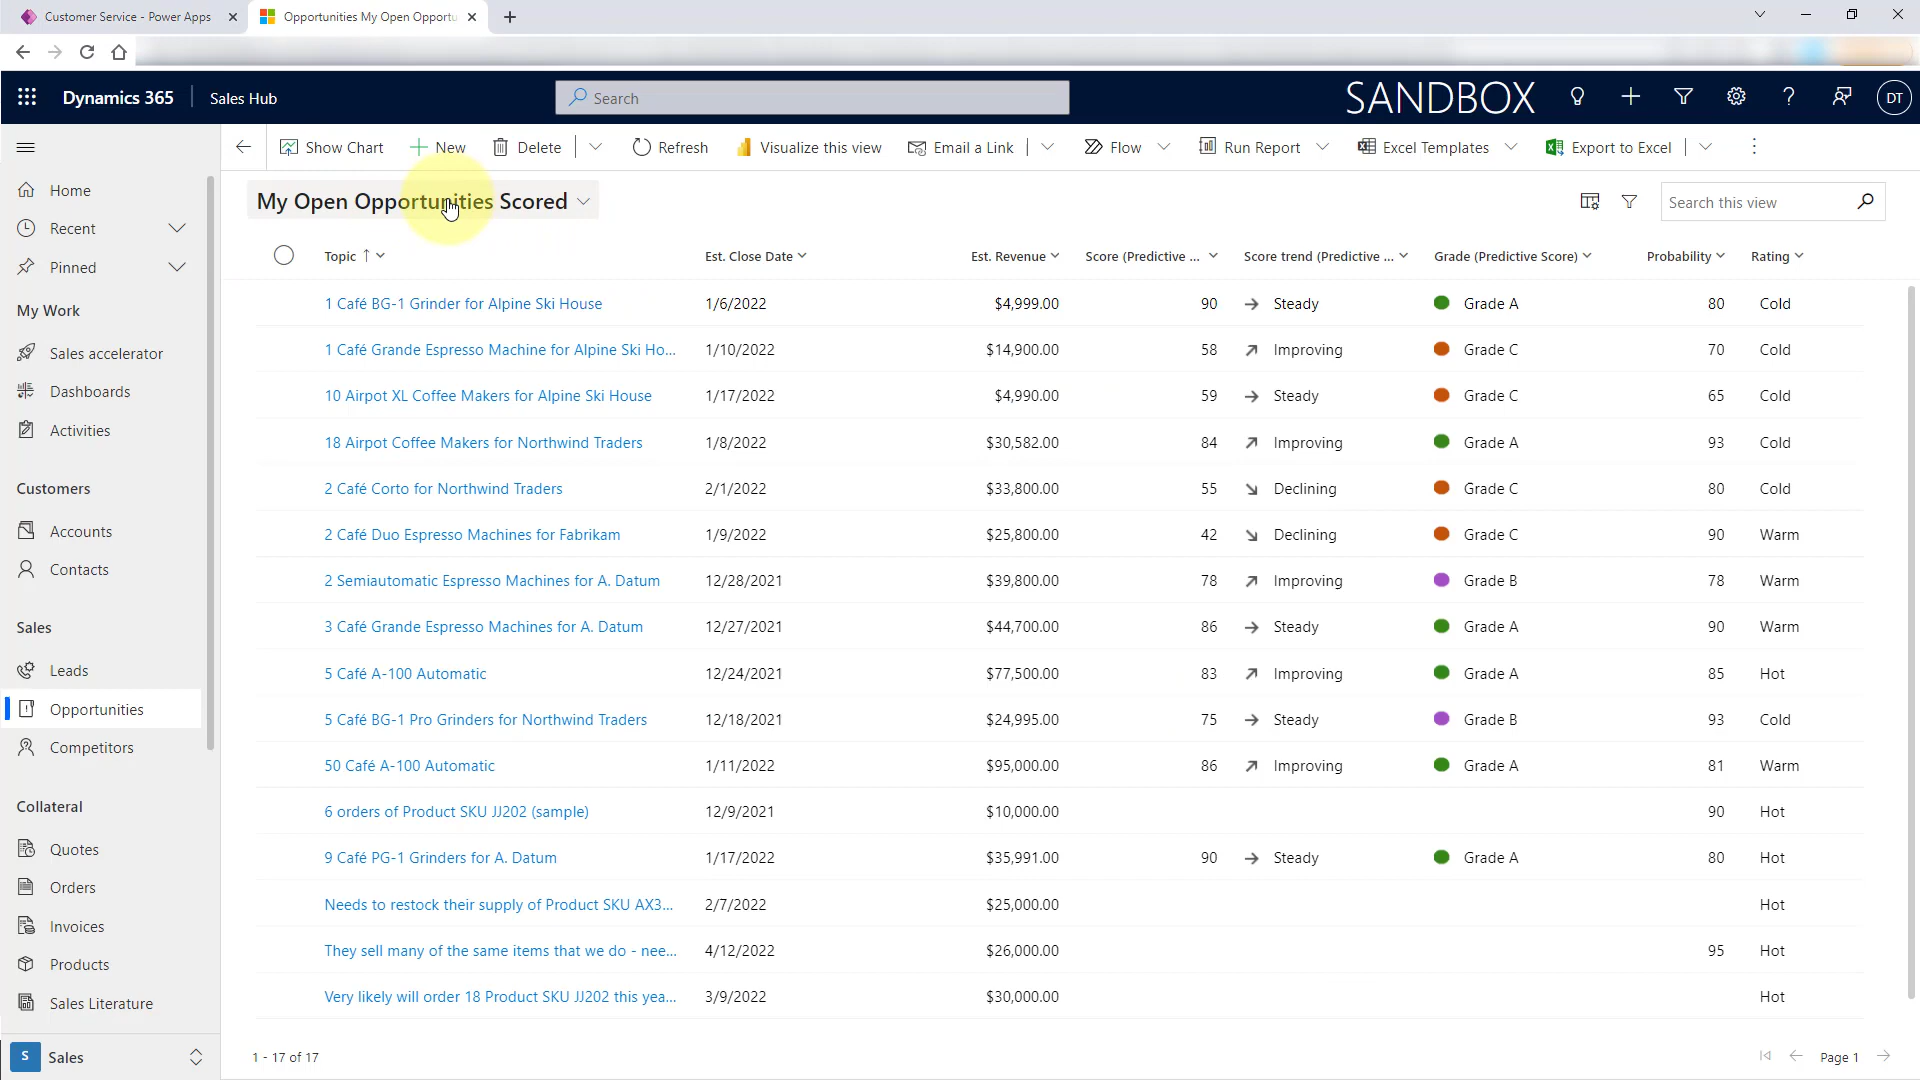 Customer Service - Power Apps
Opportunities My Open Opportu
Dynamics 365
Sales Hub
Search
SANDBOX
DT
Show Chart
New
Delete
Refresh
Visualize this view
Email a Link
Flow
Run Report
Excel Templates
Export to Excel
Home
Recent
Pinned
My Work
Sales accelerator
Dashboards
Activities
Customers
Accounts
Contacts
Sales
Leads
Opportunities
Competitors
Collateral
Quotes
Orders
Invoices
Products
Sales Literature
S Sales
My Open Opportunities Scored
Search this view
Topic Est. Close Date Est. Revenue Score (Predictive ... Score trend (Predictive ... Grade (Predictive Score) Probability Rating
1 Café BG-1 Grinder for Alpine Ski House 1/6/2022 $4,999.00 90 Steady Grade A 80 Cold
1 Café Grande Espresso Machine for Alpine Ski Ho... 1/10/2022 $14,900.00 58 Improving Grade C 70 Cold
10 Airpot XL Coffee Makers for Alpine Ski House 1/17/2022 $4,990.00 59 Steady Grade C 65 Cold
18 Airpot Coffee Makers for Northwind Traders 1/8/2022 $30,582.00 84 Improving Grade A 93 Cold
2 Café Corto for Northwind Traders 2/1/2022 $33,800.00 55 Declining Grade C 80 Cold
2 Café Duo Espresso Machines for Fabrikam 1/9/2022 $25,800.00 42 Declining Grade C 90 Warm
2 Semiautomatic Espresso Machines for A. Datum 12/28/2021 $39,800.00 78 Improving Grade B 78 Warm
3 Café Grande Espresso Machines for A. Datum 12/27/2021 $44,700.00 86 Steady Grade A 90 Warm
5 Café A-100 Automatic 12/24/2021 $77,500.00 83 Improving Grade A 85 Hot
5 Café BG-1 Pro Grinders for Northwind Traders 12/18/2021 $24,995.00 75 Steady Grade B 93 Cold
50 Café A-100 Automatic 1/11/2022 $95,000.00 86 Improving Grade A 81 Warm
6 orders of Product SKU JJ202 (sample) 12/9/2021 $10,000.00 90 Hot
9 Café PG-1 Grinders for A. Datum 1/17/2022 $35,991.00 90 Steady Grade A 80 Hot
Needs to restock their supply of Product SKU AX3... 2/7/2022 $25,000.00 Hot
They sell many of the same items that we do - nee... 4/12/2022 $26,000.00 95 Hot
Very likely will order 18 Product SKU JJ202 this yea... 3/9/2022 $30,000.00 Hot
1 - 17 of 17
Page 1